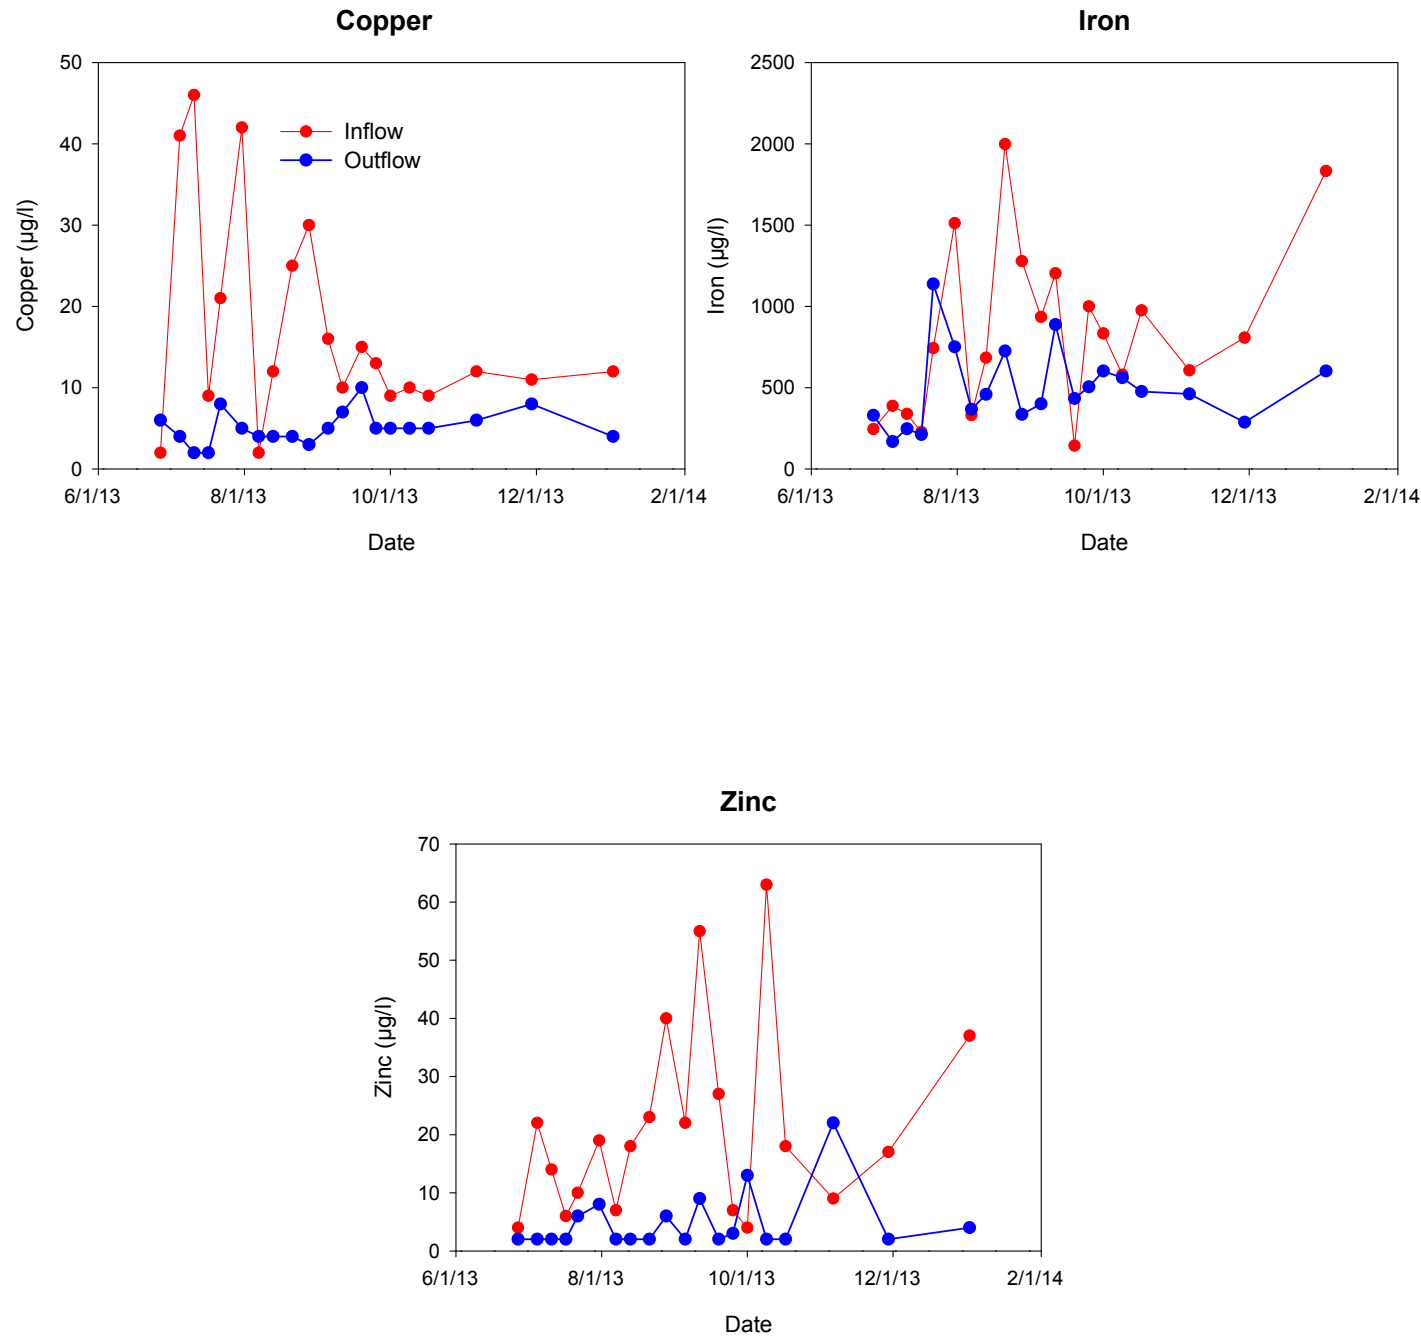 Copper
50
40
30
20
10
0
Copper (µg/l)
Inflow
Outflow
6/1/13 8/1/13 10/1/13 12/1/13 2/1/14
Date
Iron
2500
2000
1500
1000
500
0
Iron (µg/l)
6/1/13 8/1/13 10/1/13 12/1/13 2/1/14
Date
Zinc
70
60
50
40
30
20
10
0
Zinc (µg/l)
6/1/13 8/1/13 10/1/13 12/1/13 2/1/14
Date